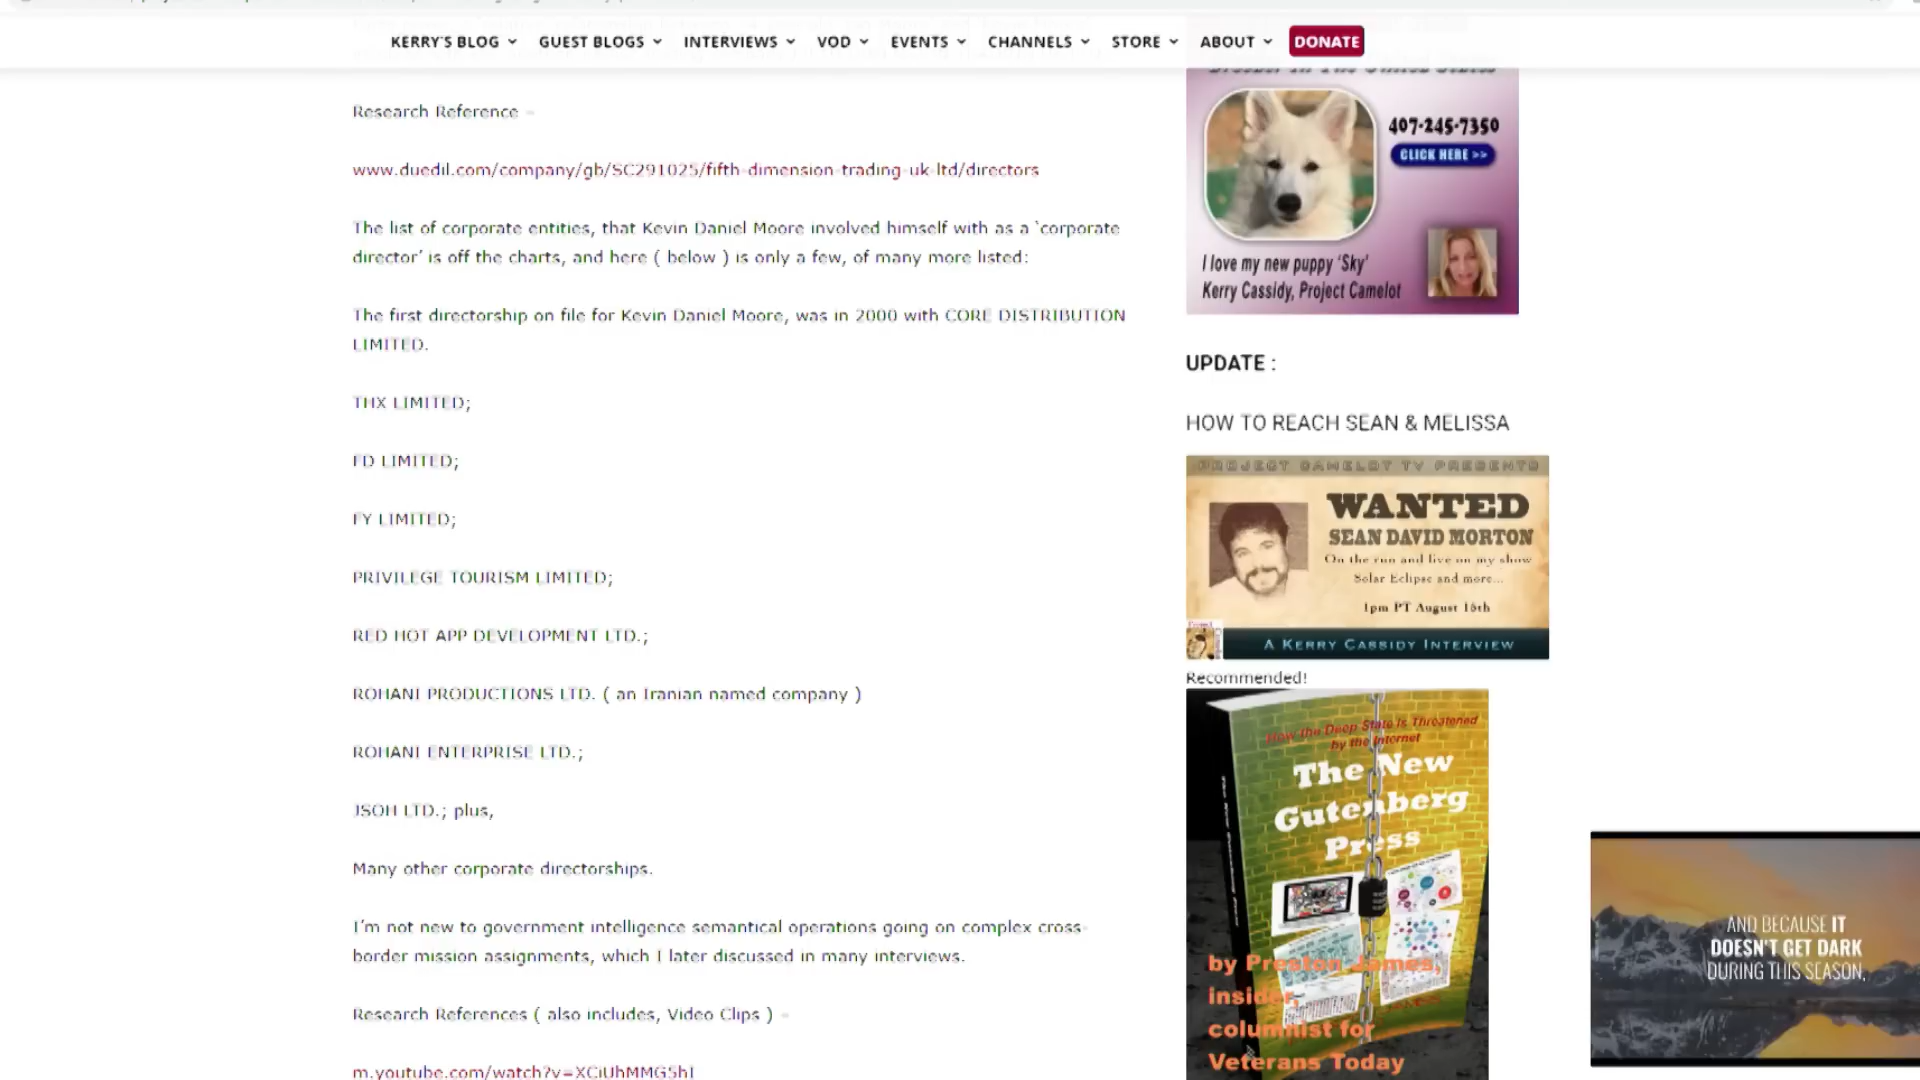 KERRY'S BLOG GUEST BLOGS INTERVIEWS VOD EVENTS CHANNELS STORE ABOUT DONATE
Research Reference –
www.duedil.com/company/gb/SC291025/fifth-dimension-trading-uk-ltd/directors
The list of corporate entities, that Kevin Daniel Moore involved himself with as a `corporate
director’ is off the charts, and here ( below ) is only a few, of many more listed:
The first directorship on file for Kevin Daniel Moore, was in 2000 with CORE DISTRIBUTION
LIMITED.
THX LIMITED;
FD LIMITED;
FY LIMITED;
PRIVILEGE TOURISM LIMITED;
RED HOT APP DEVELOPMENT LTD.;
ROHANI PRODUCTIONS LTD. ( an Iranian named company )
ROHANI ENTERPRISE LTD.;
JSOH LTD.; plus,
Many other corporate directorships.
I’m not new to government intelligence semantical operations going on complex cross-
border mission assignments, which I later discussed in many interviews.
Research References ( also includes, Video Clips ) –
m.youtube.com/watch?v=XCiUhMMG5hI
407-245-7350
CLICK HERE >>
I love my new puppy ‘Sky’
Kerry Cassidy, Project Camelot
UPDATE :
HOW TO REACH SEAN & MELISSA
PROJECT CAMELOT TV PRESENTS
WANTED
SEAN DAVID MORTON
On the run and live on my show
Solar Eclipse and more...
1pm PT August 16th
A KERRY CASSIDY INTERVIEW
Recommended!
How the Deep State is Threatened
by the Internet
The New
Gutenberg
Press
by Preston James,
insider,
columnist for
Veterans Today
AND BECAUSE IT
DOESN'T GET DARK
DURING THIS SEASON,